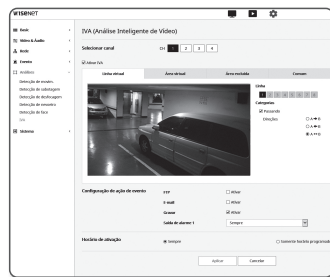 WISENET
IVA (Análise Inteligente de Vídeo)
Basic
Vídeo & Áudio
Rede
Evento
Análises
Detecção de movim.
Detecção de sabotagem
Detecção de desfocagem
Detecção de nevoeiro
Detecção de face
IVA
Sistema
Selecionar canal
CH 1 2 3 4
Ativar IVA
Linha virtual Área virtual Área excluída Comum
Linha
1 2 3 4 5 6 7 8
Categorias
Passando
Direções
A → B
A ← B
A ↔ B
Configuração de ação de evento
FTP Ativar
E-mail Ativar
Gravar Ativar
Saída de alarme 1 Sempre
Horário de ativação
Sempre Somente horário programado
Aplicar Cancelar